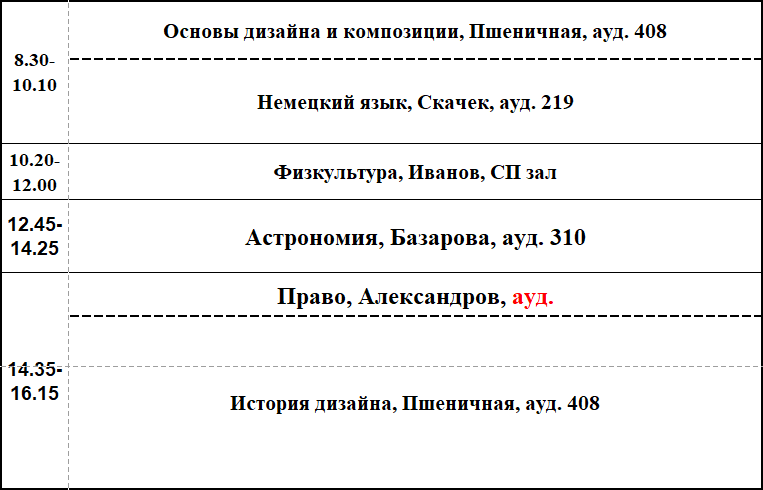 Основы дизайна и композиции, Пшеничная, ауд. 408
8.30-
10.10
Немецкий язык, Скачек, ауд. 219
10.20-
12.00
Физкультура, Иванов, СП зал
12.45-
14.25
Астрономия, Базарова, ауд. 310
Право, Александров, ауд.
14.35-
16.15
История дизайна, Пшеничная, ауд. 408